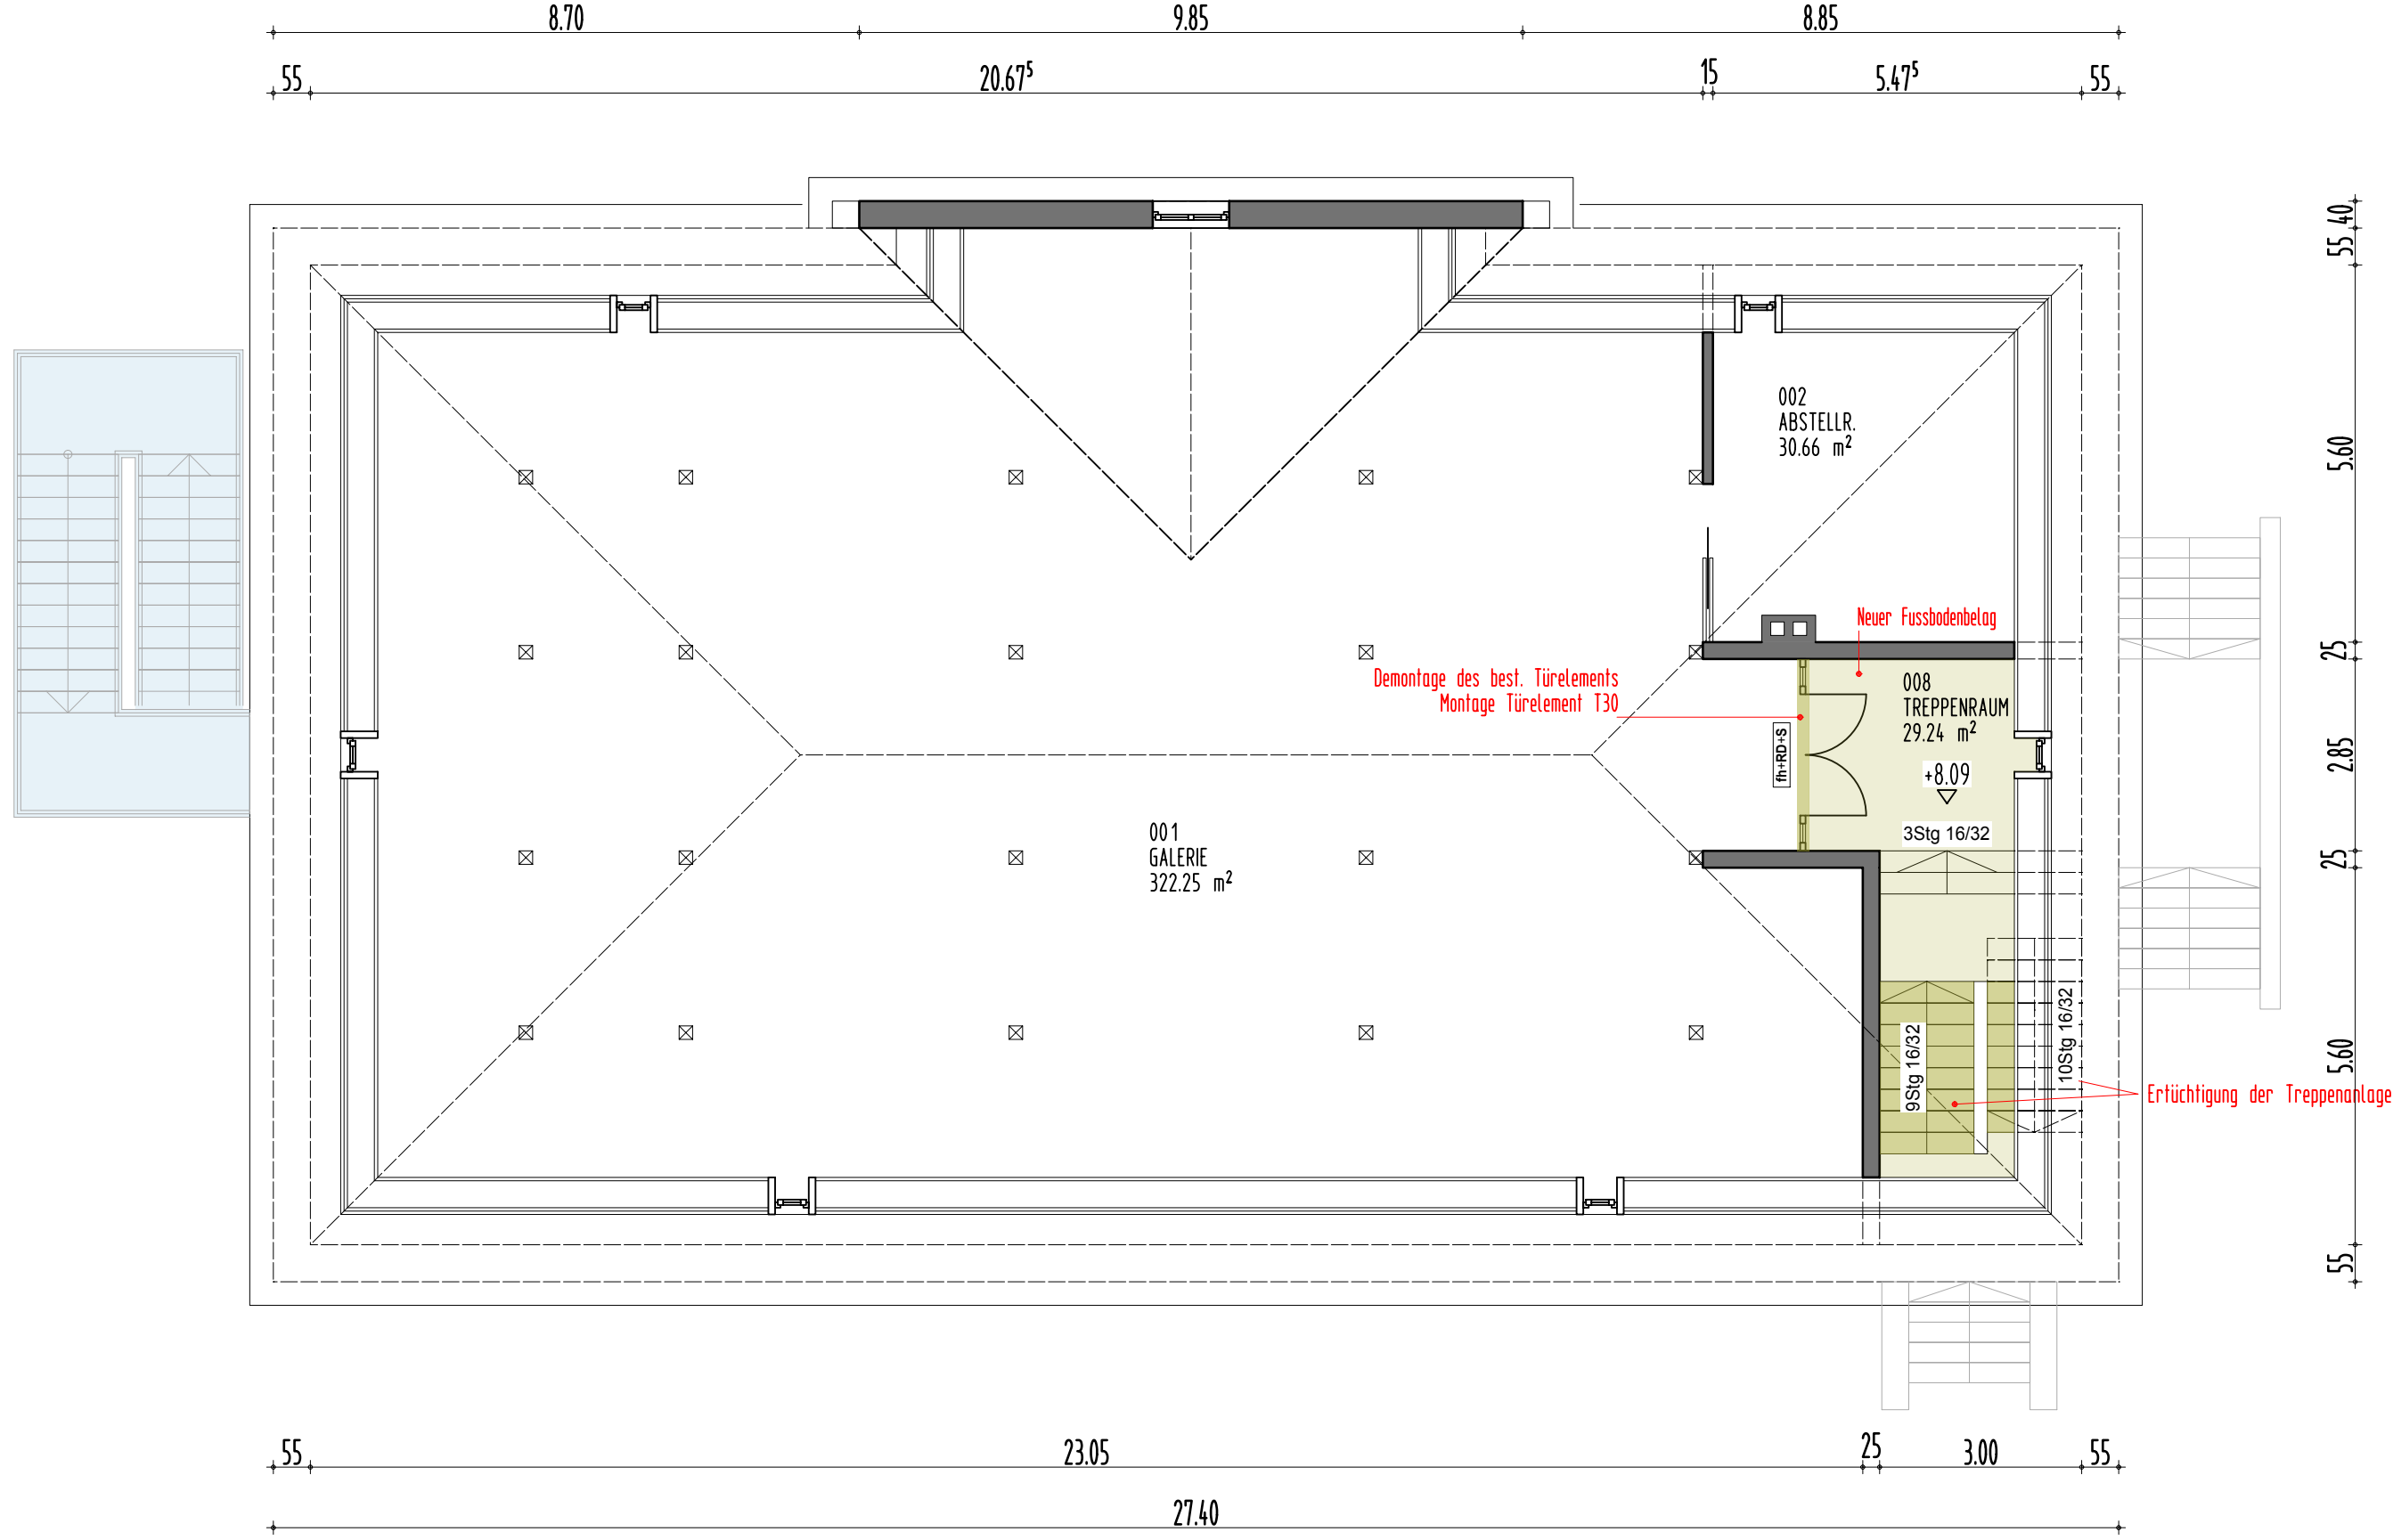 8.70 9.85 8.85
55 20.67⁵ 15 5.47⁵ 55
40
55
002
ABSTELLR.
30.66 m²
5.60
Neuer Fussbodenbelag
25
Demontage des best. Türelements
Montage Türelement T30
008
TREPPENRAUM
29.24 m²
fh+RD+S
+8.09
2.85
3Stg 16/32
001
GALERIE
322.25 m²
25
9Stg 16/32
10Stg 16/32
5.60
Ertüchtigung der Treppenanlage
55
55 23.05 25 3.00 55
27.40